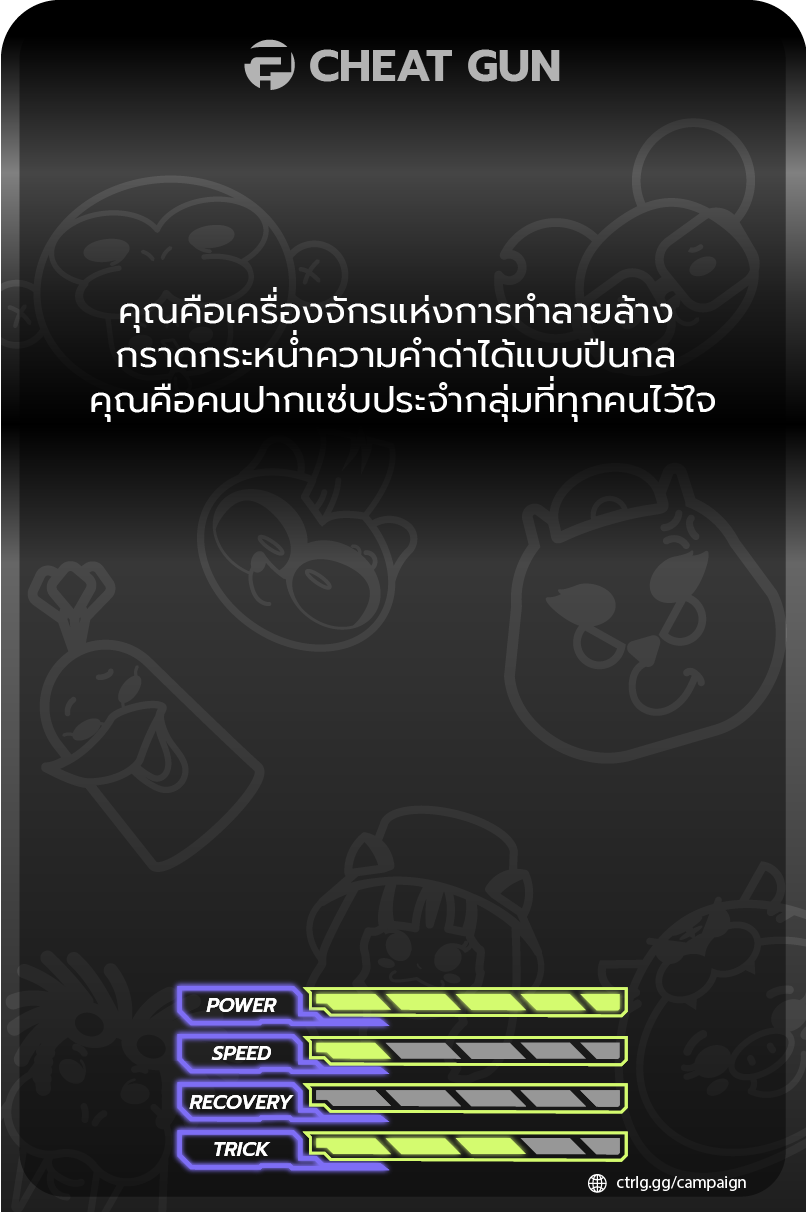 CHEAT GUN
คุณคือเครื่องจักรแห่งการทำลายล้าง
กราดกระหน่ำความคำด่าได้แบบปืนกล
คุณคือคนปากแซ่บประจำกลุ่มที่ทุกคนไว้ใจ
POWER
SPEED
RECOVERY
TRICK
ctrlg.gg/campaign